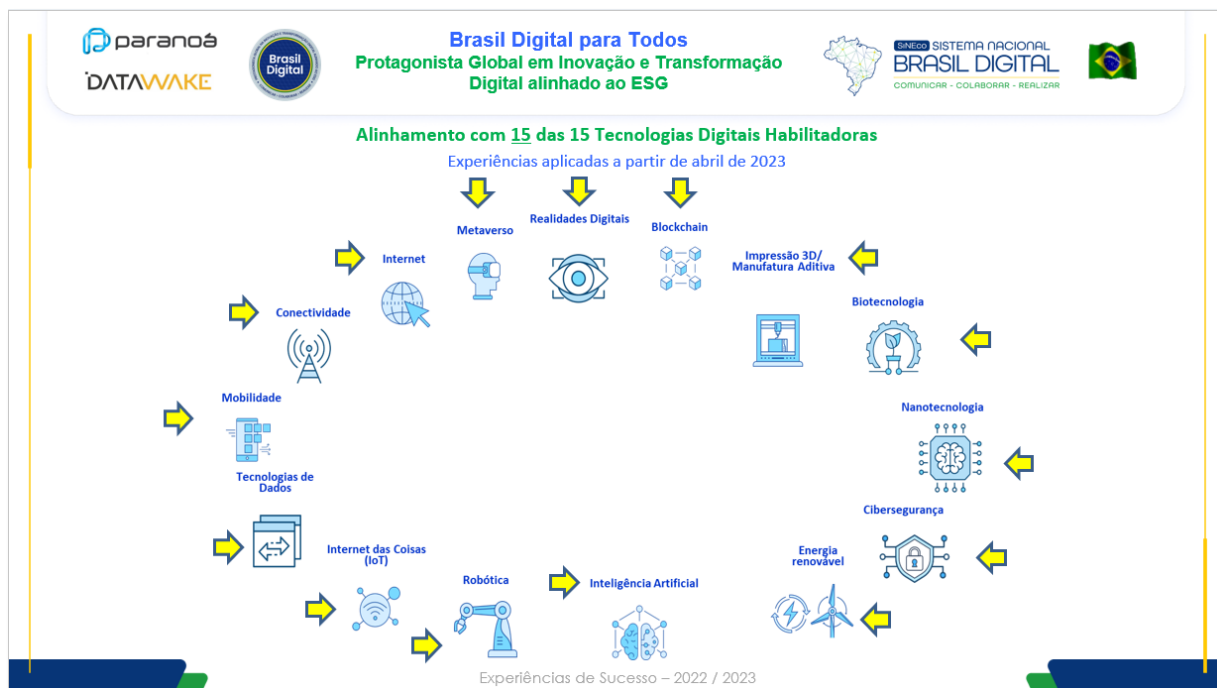 paranoá
DATAWAKE
Brasil
Digital
Brasil Digital para Todos
Protagonista Global em Inovação e Transformação
Digital alinhado ao ESG
SiNEco SISTEMA NACIONAL
BRASIL DIGITAL
COMUNICAR - COLABORAR - REALIZAR
Alinhamento com 15 das 15 Tecnologias Digitais Habilitadoras
Experiências aplicadas a partir de abril de 2023
Metaverso
Realidades Digitais
Blockchain
Internet
Impressão 3D/
Manufatura Aditiva
Conectividade
Biotecnologia
Mobilidade
Nanotecnologia
Tecnologias de
Dados
Cibersegurança
Internet das Coisas
(IoT)
Energia
renovável
Robótica
Inteligência Artificial
Experiências de Sucesso – 2022 / 2023